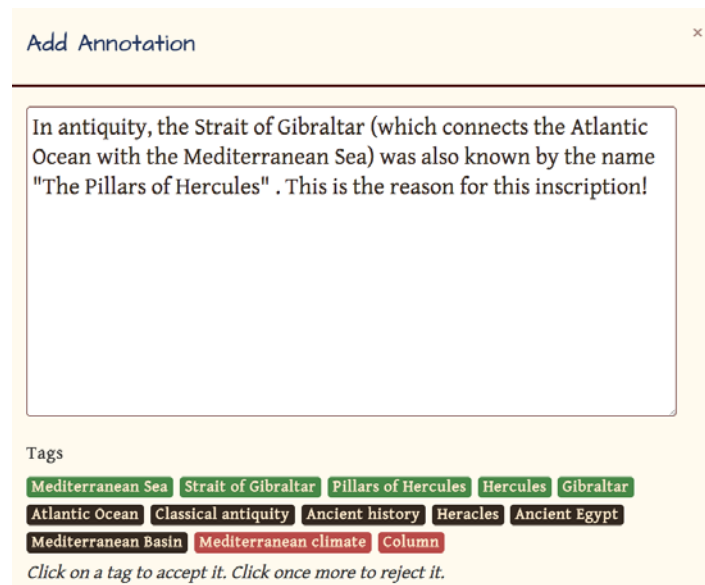 Add Annotation ×
In antiquity, the Strait of Gibraltar (which connects the Atlantic
Ocean with the Mediterranean Sea) was also known by the name
"The Pillars of Hercules" . This is the reason for this inscription!
Tags
Mediterranean Sea Strait of Gibraltar Pillars of Hercules Hercules Gibraltar
Atlantic Ocean Classical antiquity Ancient history Heracles Ancient Egypt
Mediterranean Basin Mediterranean climate Column
Click on a tag to accept it. Click once more to reject it.